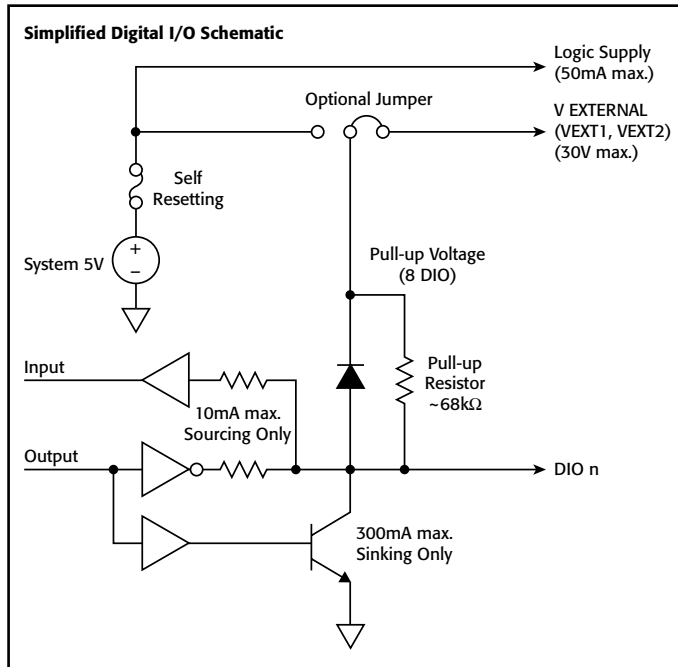 Simplified Digital I/O Schematic
Logic Supply
(50mA max.)
Optional Jumper
V EXTERNAL
(VEXT1, VEXT2)
(30V max.)
Self
Resetting
System 5V
+
−
Pull-up Voltage
(8 DIO)
Input
Pull-up
Resistor
~68kΩ
10mA max.
Sourcing Only
Output
DIO n
300mA max.
Sinking Only